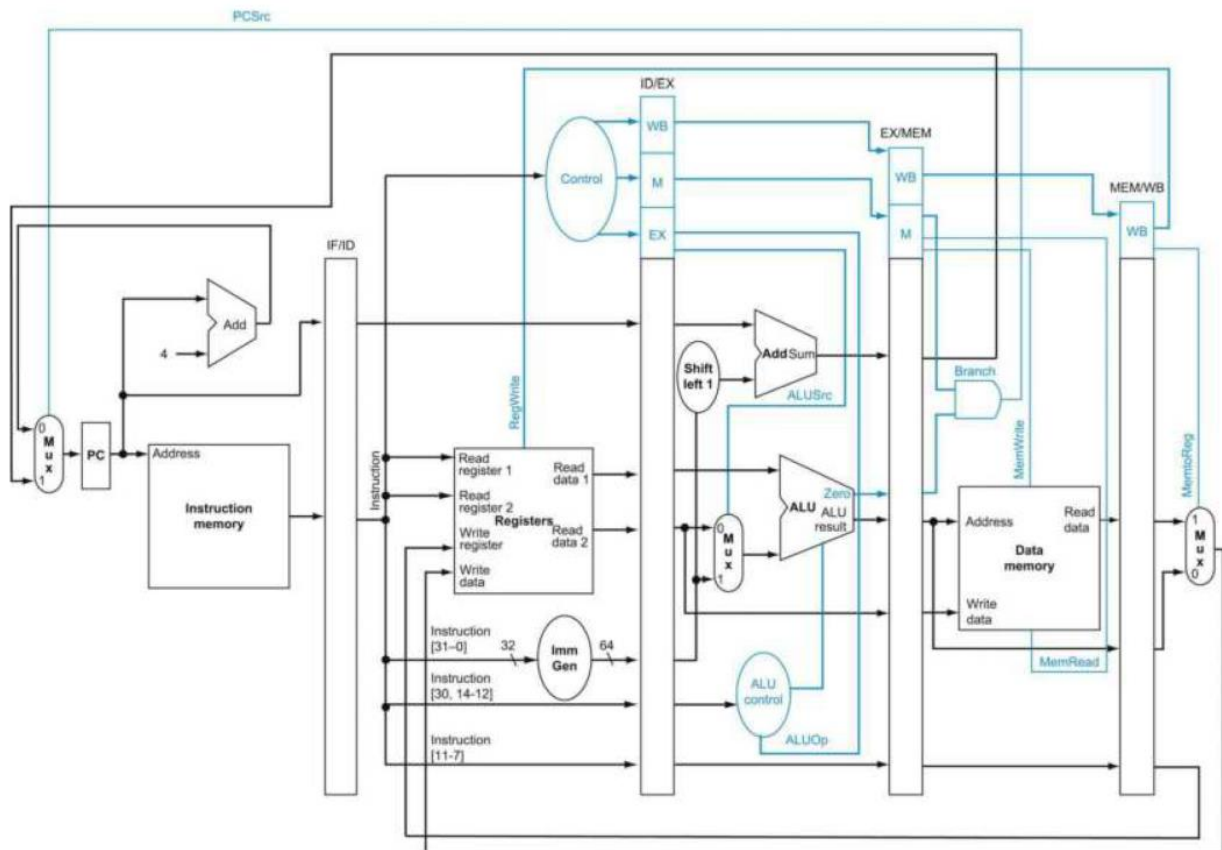 PCSrc
ID/EX
WB
EX/MEM
Control
M
WB
MEM/WB
EX
M
WB
IF/ID
Add
4
Add Sum
Shift
left 1
Branch
ALUSrc
RegWrite
MemWrite
MemtoReg
0
M
u
x
1
PC
Address
Instruction
memory
Instruction
Read
register 1
Read
data 1
Read
register 2
Registers
Write
register
Read
data 2
Write
data
Zero
ALU
ALU
result
0
M
u
x
1
Address
Read
data
Data
memory
Write
data
1
M
u
x
0
MemRead
Instruction
[31–0]
32
Imm
Gen
64
Instruction
[30, 14-12]
ALU
control
Instruction
[11-7]
ALUOp